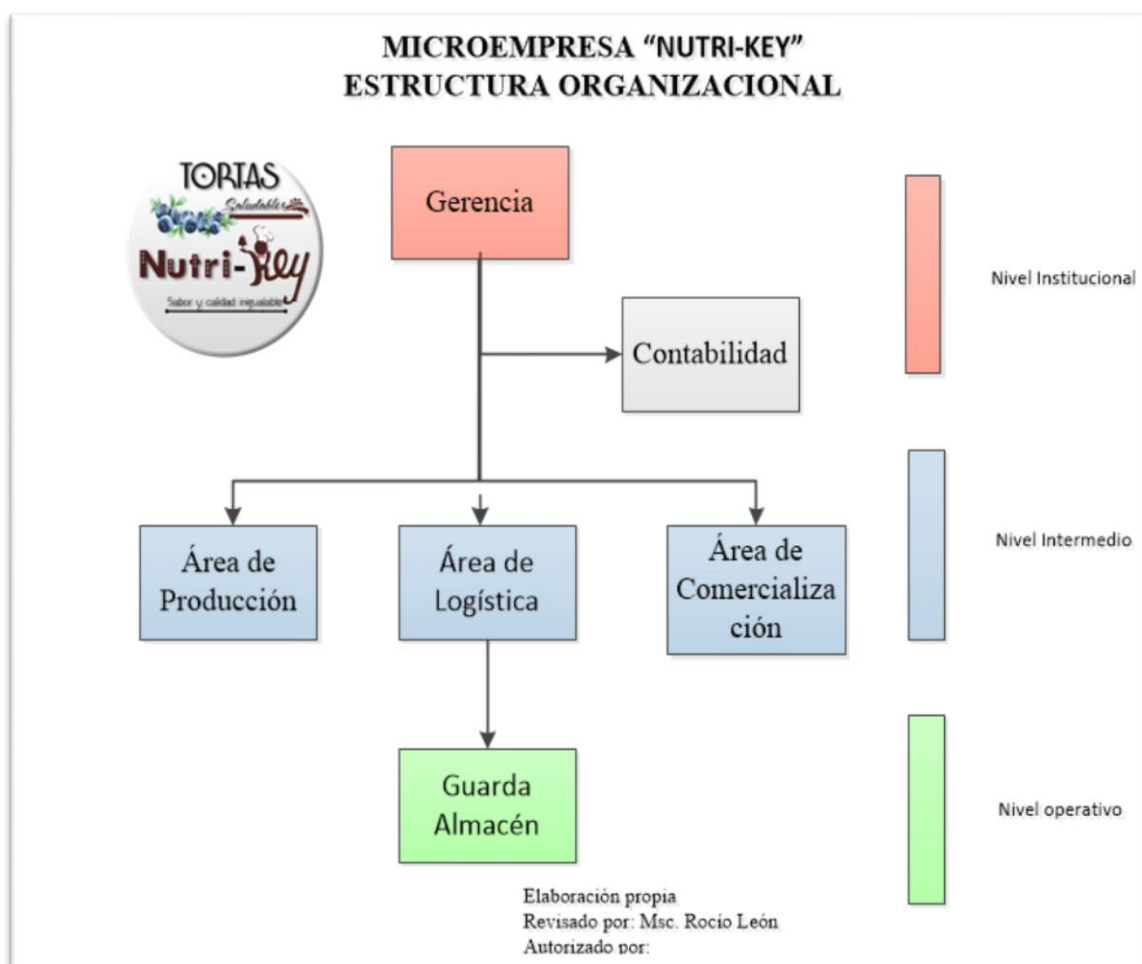 MICROEMPRESA “NUTRI-KEY”
ESTRUCTURA ORGANIZACIONAL
TORTAS
Saludables
Nutri-Key
Sabor y calidad inigualable
Gerencia
Nivel Institucional
Contabilidad
Área de
Producción
Área de
Logística
Área de
Comercializa
ción
Nivel Intermedio
Guarda
Almacén
Nivel operativo
Elaboración propia
Revisado por: Msc. Rocío León
Autorizado por: